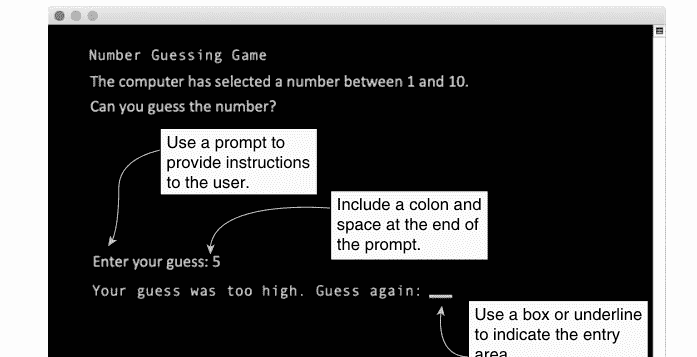 Number Guessing Game
The computer has selected a number between 1 and 10.
Can you guess the number?
Use a prompt to
provide instructions
to the user.
Include a colon and
space at the end of
the prompt.
Enter your guess: 5
Your guess was too high. Guess again:
Use a box or underline
to indicate the entry
area